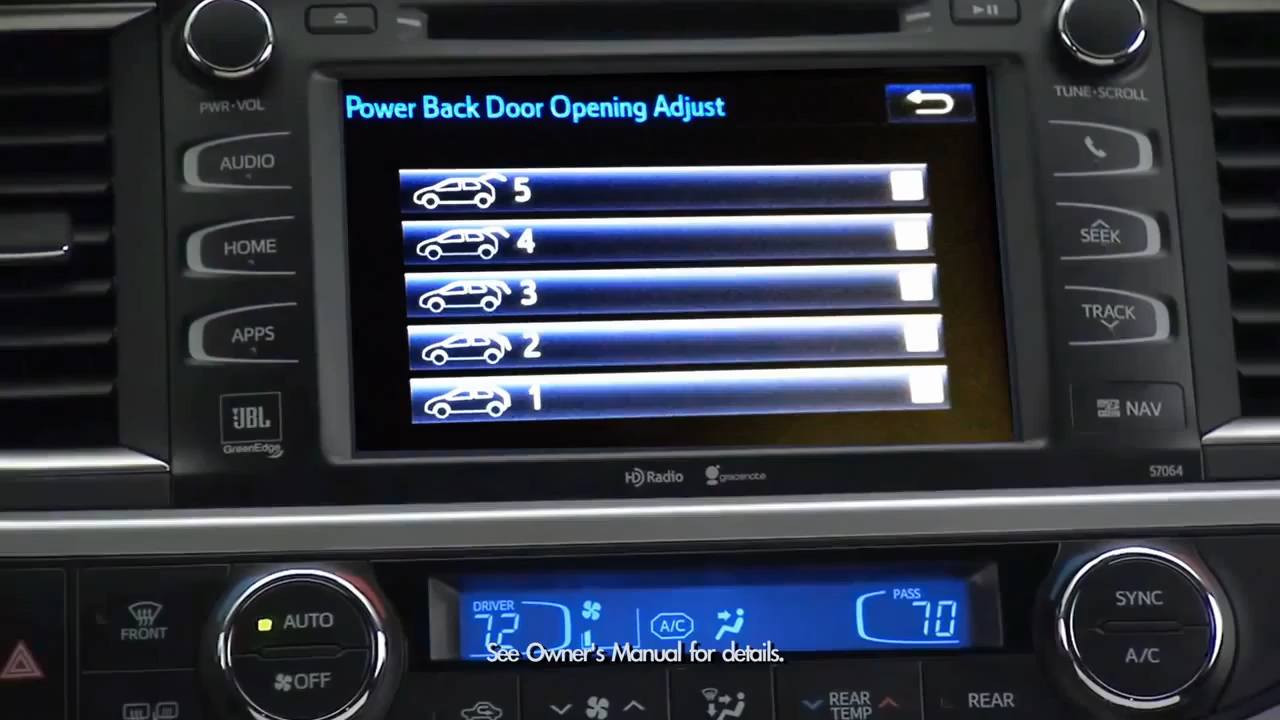 PWR•VOL
TUNE•SCROLL
Power Back Door Opening Adjust
AUDIO
HOME
APPS
JBL
GreenEdge
5
4
3
2
1
SEEK
TRACK
NAV
57064
HD Radio
gracenote
FRONT
AUTO
OFF
DRIVER
72
A/C
PASS
70
SYNC
A/C
See Owner's Manual for details.
REAR
TEMP
REAR